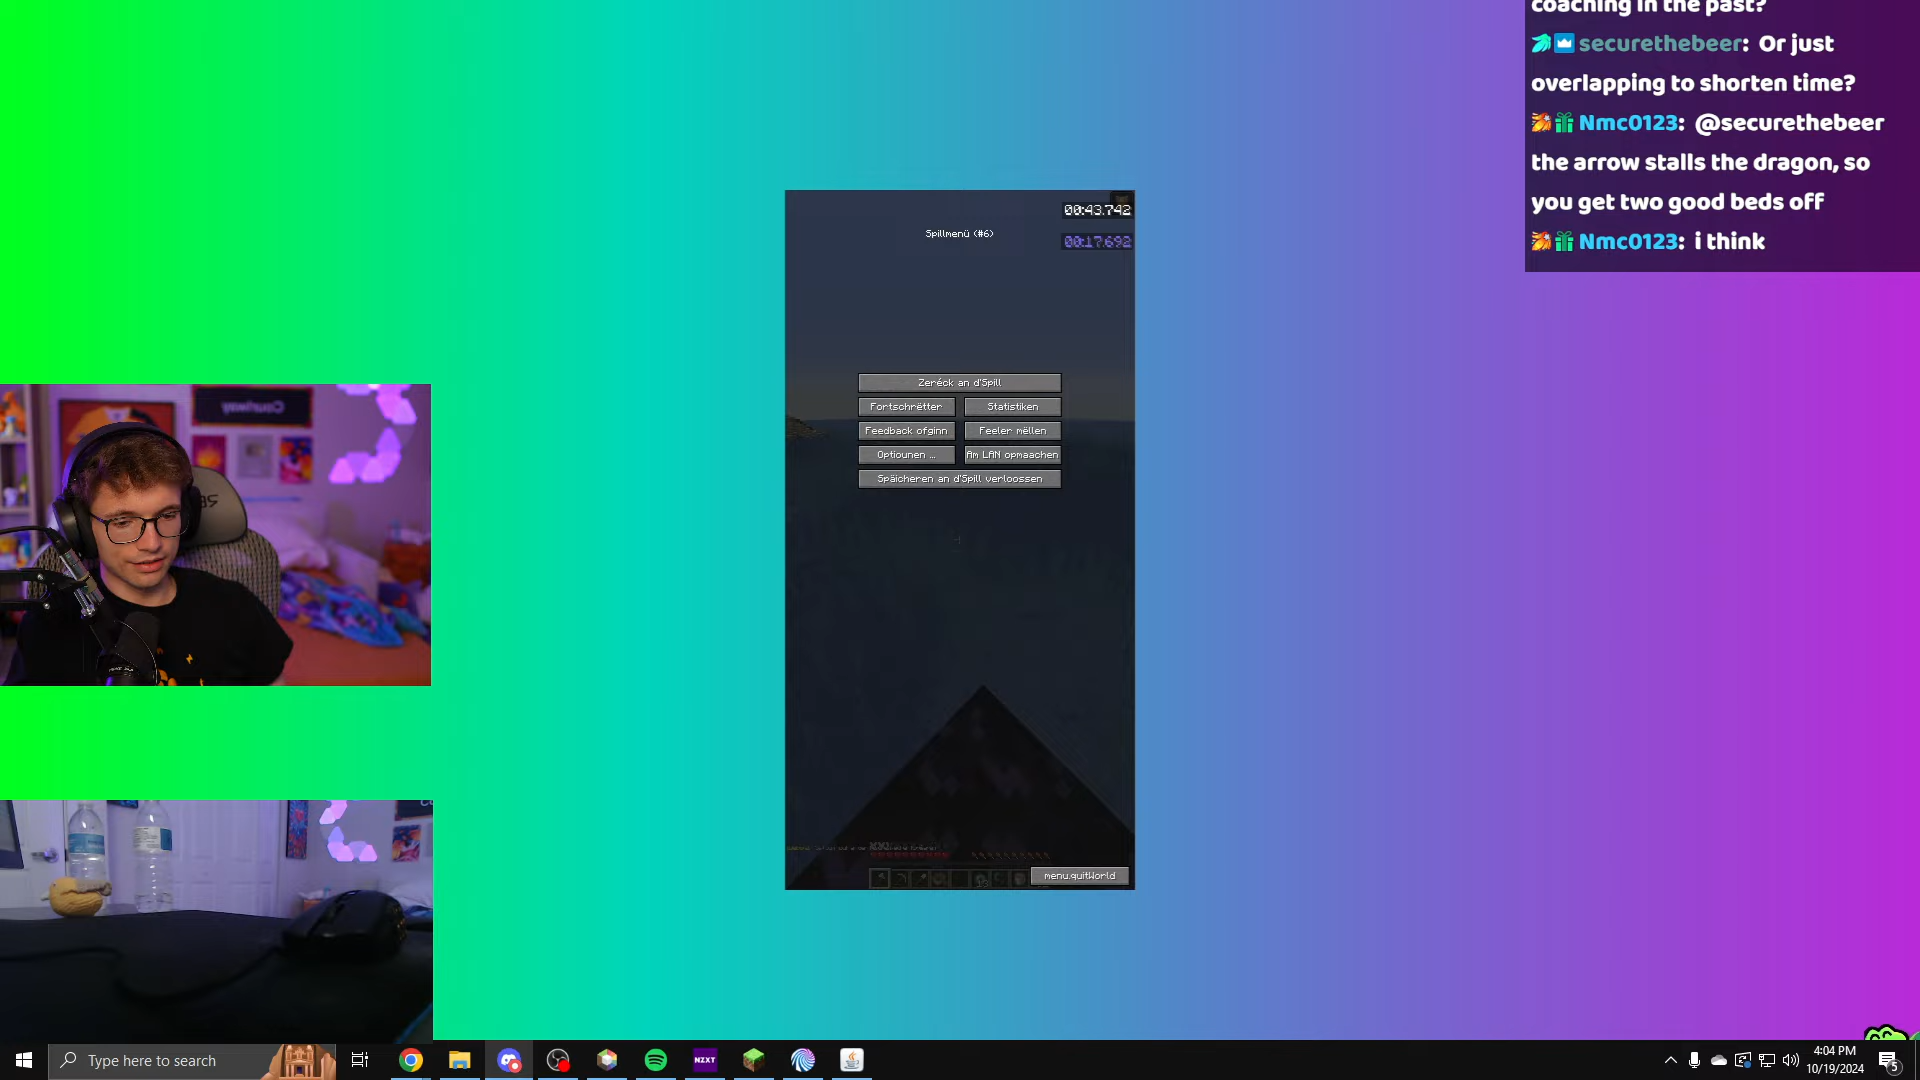 coaching in the past?
securethebeer: Or just
overlapping to shorten time?
Nmc0123: @securethebeer
the arrow stalls the dragon, so
you get two good beds off
Nmc0123: i think
00:43.742
Spillmenü (#6)
00:17.692
Zeréck an d'Spill
Fortschrëtter
Statistiken
Feedback ofginn
Feeler mëllen
Optiounen ...
Am LAN opmaachen
Späicheren an d'Spill verloossen
menu.quitWorld
Type here to search
NZXT
4:04 PM
10/19/2024
5